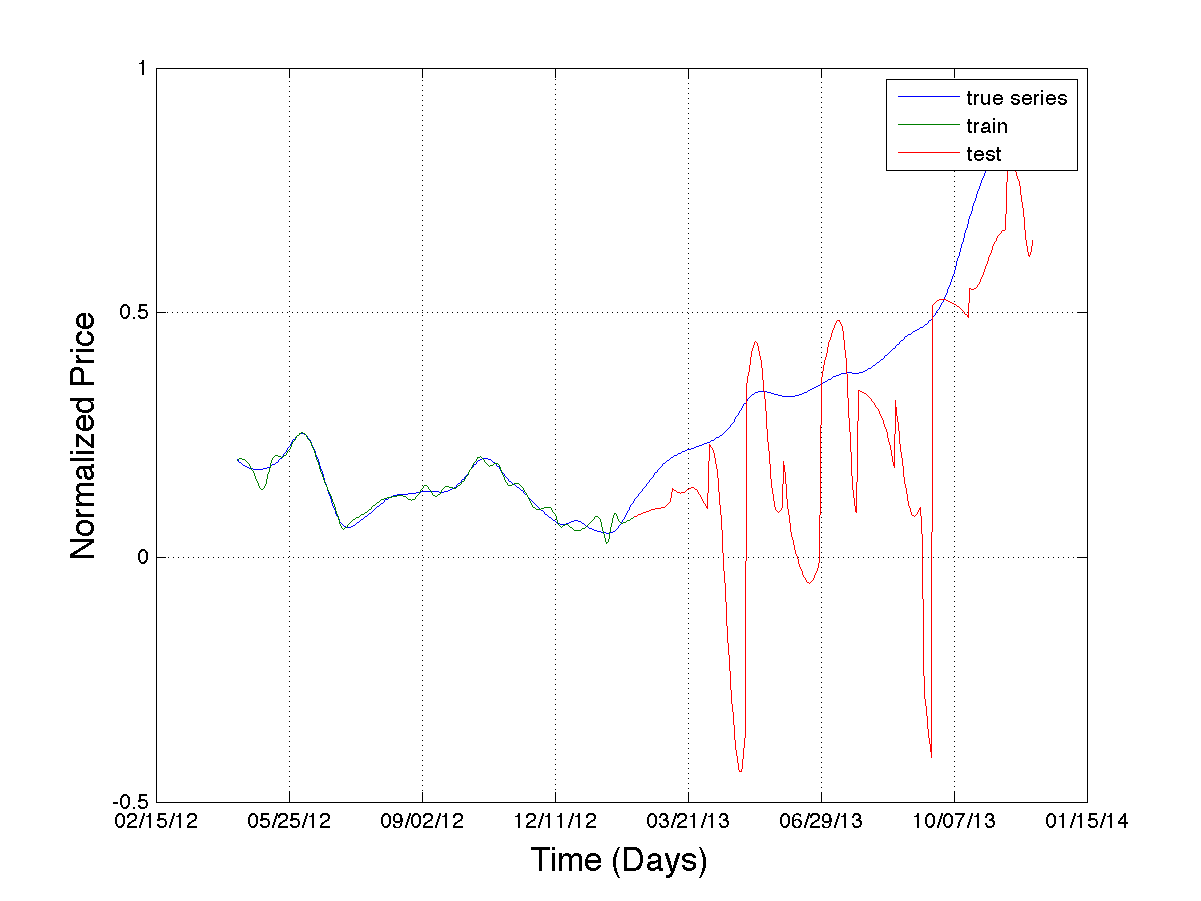 1
true series
train
test
0.5
Normalized Price
0
-0.5
02/15/12 05/25/12 09/02/12 12/11/12 03/21/13 06/29/13 10/07/13 01/15/14
Time (Days)